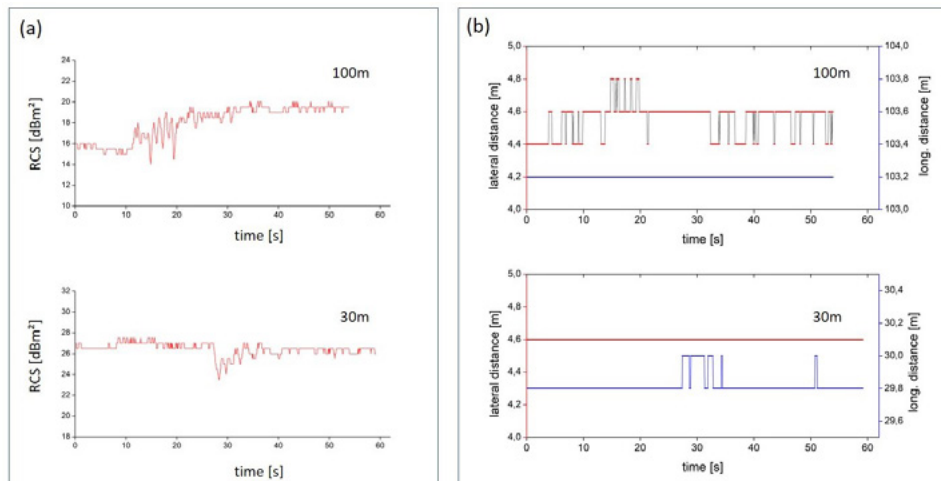 (a)
100m
RCS [dBm²]
24
22
20
18
16
14
12
10
0 10 20 30 40 50 60
time [s]
30m
RCS [dBm²]
32
30
28
26
24
22
20
18
0 10 20 30 40 50 60
time [s]
(b)
100m
lateral distance [m]
5,0
4,8
4,6
4,4
4,2
4,0
long. distance [m]
104,0
103,8
103,6
103,4
103,2
103,0
0 10 20 30 40 50 60
time [s]
30m
lateral distance [m]
5,0
4,8
4,6
4,4
4,2
4,0
long. distance [m]
30,4
30,2
30,0
29,8
29,6
0 10 20 30 40 50 60
time [s]